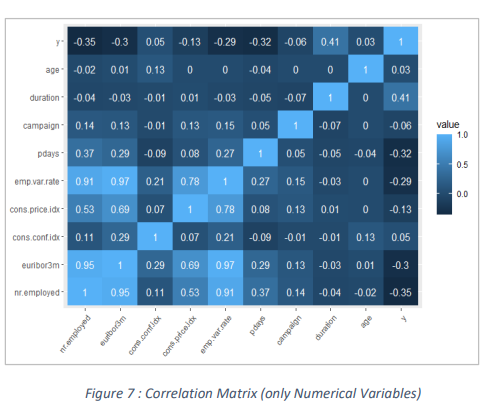 y -0.35 -0.3 0.05 -0.13 -0.29 -0.32 -0.06 0.41 0.03 1
age -0.02 0.01 0.13 0 0 -0.04 0 0 1 0.03
duration -0.04 -0.03 -0.01 0.01 -0.03 -0.05 -0.07 1 0 0.41
campaign 0.14 0.13 -0.01 0.13 0.15 0.05 1 -0.07 0 -0.06
pdays 0.37 0.29 -0.09 0.08 0.27 1 0.05 -0.05 -0.04 -0.32
emp.var.rate 0.91 0.97 0.21 0.78 1 0.27 0.15 -0.03 0 -0.29
cons.price.idx 0.53 0.69 0.07 1 0.78 0.08 0.13 0.01 0 -0.13
cons.conf.idx 0.11 0.29 1 0.07 0.21 -0.09 -0.01 -0.01 0.13 0.05
euribor3m 0.95 1 0.29 0.69 0.97 0.29 0.13 -0.03 0.01 -0.3
nr.employed 1 0.95 0.11 0.53 0.91 0.37 0.14 -0.04 -0.02 -0.35
nr.employed euribor3m cons.conf.idx cons.price.idx emp.var.rate pdays campaign duration age y
value
1.0
0.5
0.0
Figure 7 : Correlation Matrix (only Numerical Variables)